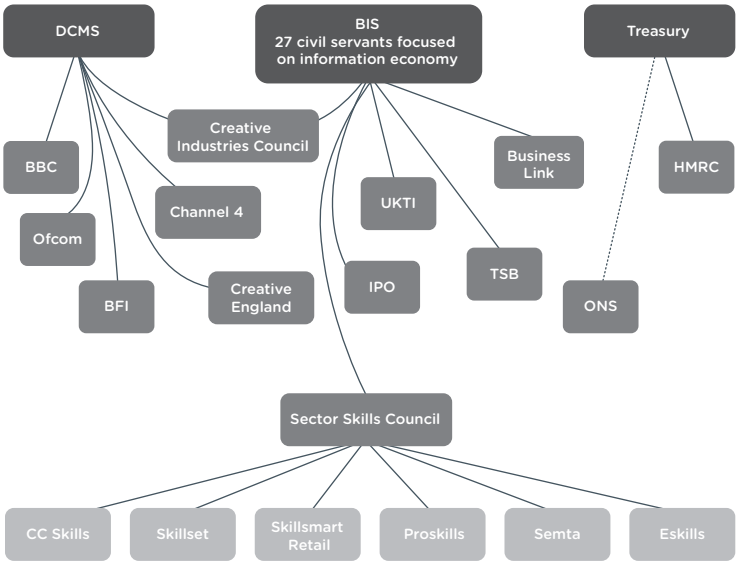 DCMS
BIS
27 civil servants focused
on information economy
Treasury
Creative
Industries Council
BBC
Business
Link
HMRC
Channel 4
UKTI
Ofcom
BFI
Creative
England
IPO
TSB
ONS
Sector Skills Council
CC Skills
Skillset
Skillsmart
Retail
Proskills
Semta
Eskills